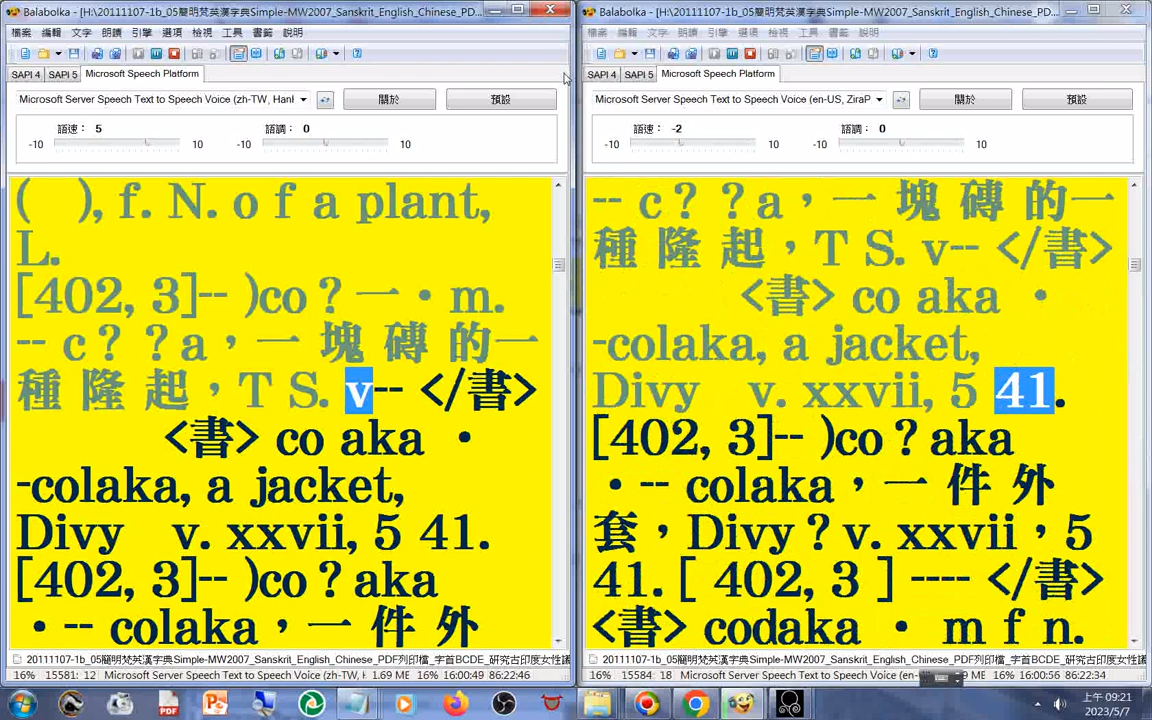 Balabolka - [H:\20111107-1b_05簡明梵英漢字典Simple-MW2007_Sanskrit_English_Chinese_PD...
檔案 編輯 文字 朗讀 引擎 選項 檢視 工具 書籤 說明
SAPI 4 SAPI 5 Microsoft Speech Platform
Microsoft Server Speech Text to Speech Voice (zh-TW, HanH 關於 預設
語速： 5 語調： 0
-10 10 -10 10
( ), f. N. o f a plant,
L.
[402, 3]-- )co？一・m.
-- c？？a，一 塊 磚 的一
種 隆 起，T S. v-- </書>
<書> co aka ・
-colaka, a jacket,
Divy v. xxvii, 5 41.
[402, 3]-- )co？aka
・-- colaka，一 件 外
20111107-1b_05簡明梵英漢字典Simple-MW2007_Sanskrit_English_Chinese_PDF列印檔_字首BCDE_研究古印度女性議
16% 15581: 12 Microsoft Server Speech Text to Speech Voice (zh-TW, H 1.69 MB 16% 16:00:49 86:22:46
Balabolka - [H:\20111107-1b_05簡明梵英漢字典Simple-MW2007_Sanskrit_English_Chinese_PDF...
檔案 編輯 文字 朗讀 引擎 選項 檢視 工具 書籤 說明
SAPI 4 SAPI 5 Microsoft Speech Platform
Microsoft Server Speech Text to Speech Voice (en-US, ZiraP 關於 預設
語速： -2 語調： 0
-10 10 -10 10
-- c？？a，一 塊 磚 的一
種 隆 起，T S. v-- </書>
<書> co aka ・
-colaka, a jacket,
Divy v. xxvii, 5 41.
[402, 3]-- )co？aka
・-- colaka，一 件 外
套，Divy？v. xxvii，5
41. [ 402, 3 ] ---- </書>
<書> codaka ・ m f n.
20111107-1b_05簡明梵英漢字典Simple-MW2007_Sanskrit_English_Chinese_PDF列印檔_字首BCDE_研究古印度女性議
16% 15584: 18 Microsoft Server Speech Text to Speech Voice (en-U MB 16% 16:00:56 86:22:34
PDF
上午 09:21
2023/5/7